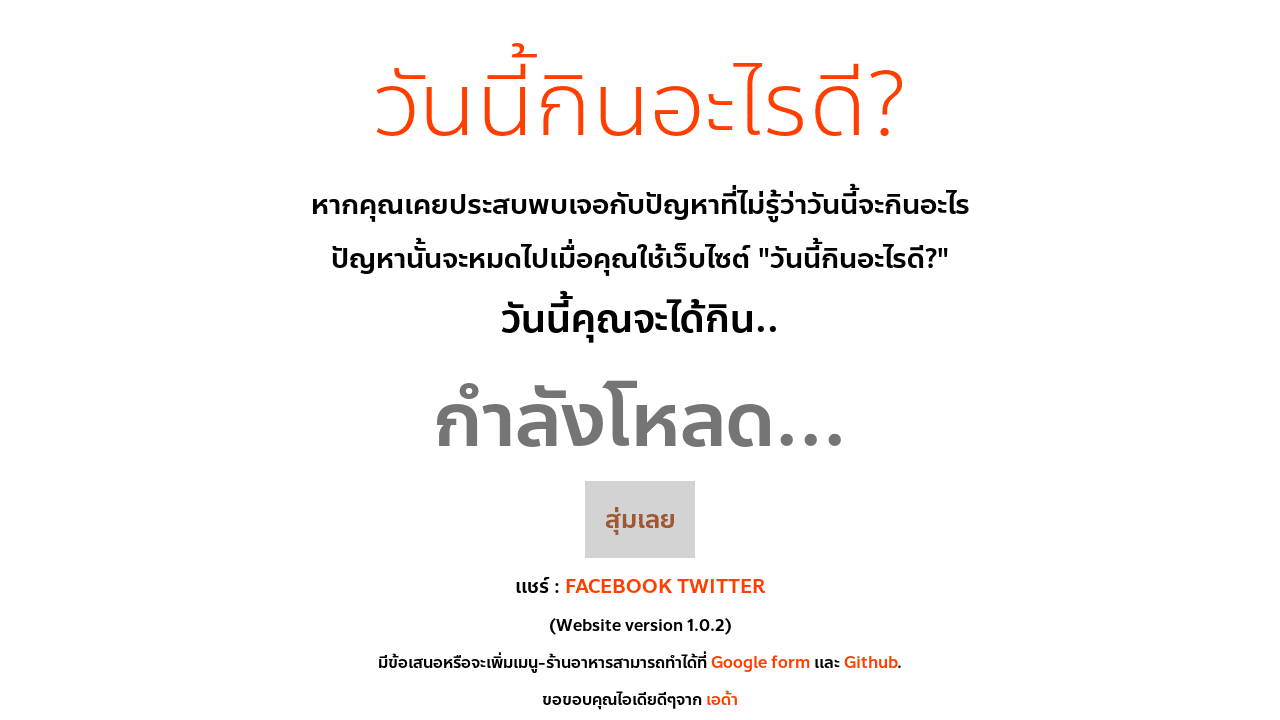 วันนี้กินอะไรดี?
หากคุณเคยประสบพบเจอกับปัญหาที่ไม่รู้ว่าวันนี้จะกินอะไร
ปัญหานั้นจะหมดไปเมื่อคุณใช้เว็บไซต์ "วันนี้กินอะไรดี?"
วันนี้คุณจะได้กิน..
กำลังโหลด...
สุ่มเลย
แชร์ : FACEBOOK TWITTER
(Website version 1.0.2)
มีข้อเสนอหรือจะเพิ่มเมนู-ร้านอาหารสามารถทำได้ที่ Google form และ Github.
ขอขอบคุณไอเดียดีๆจาก เอด้า